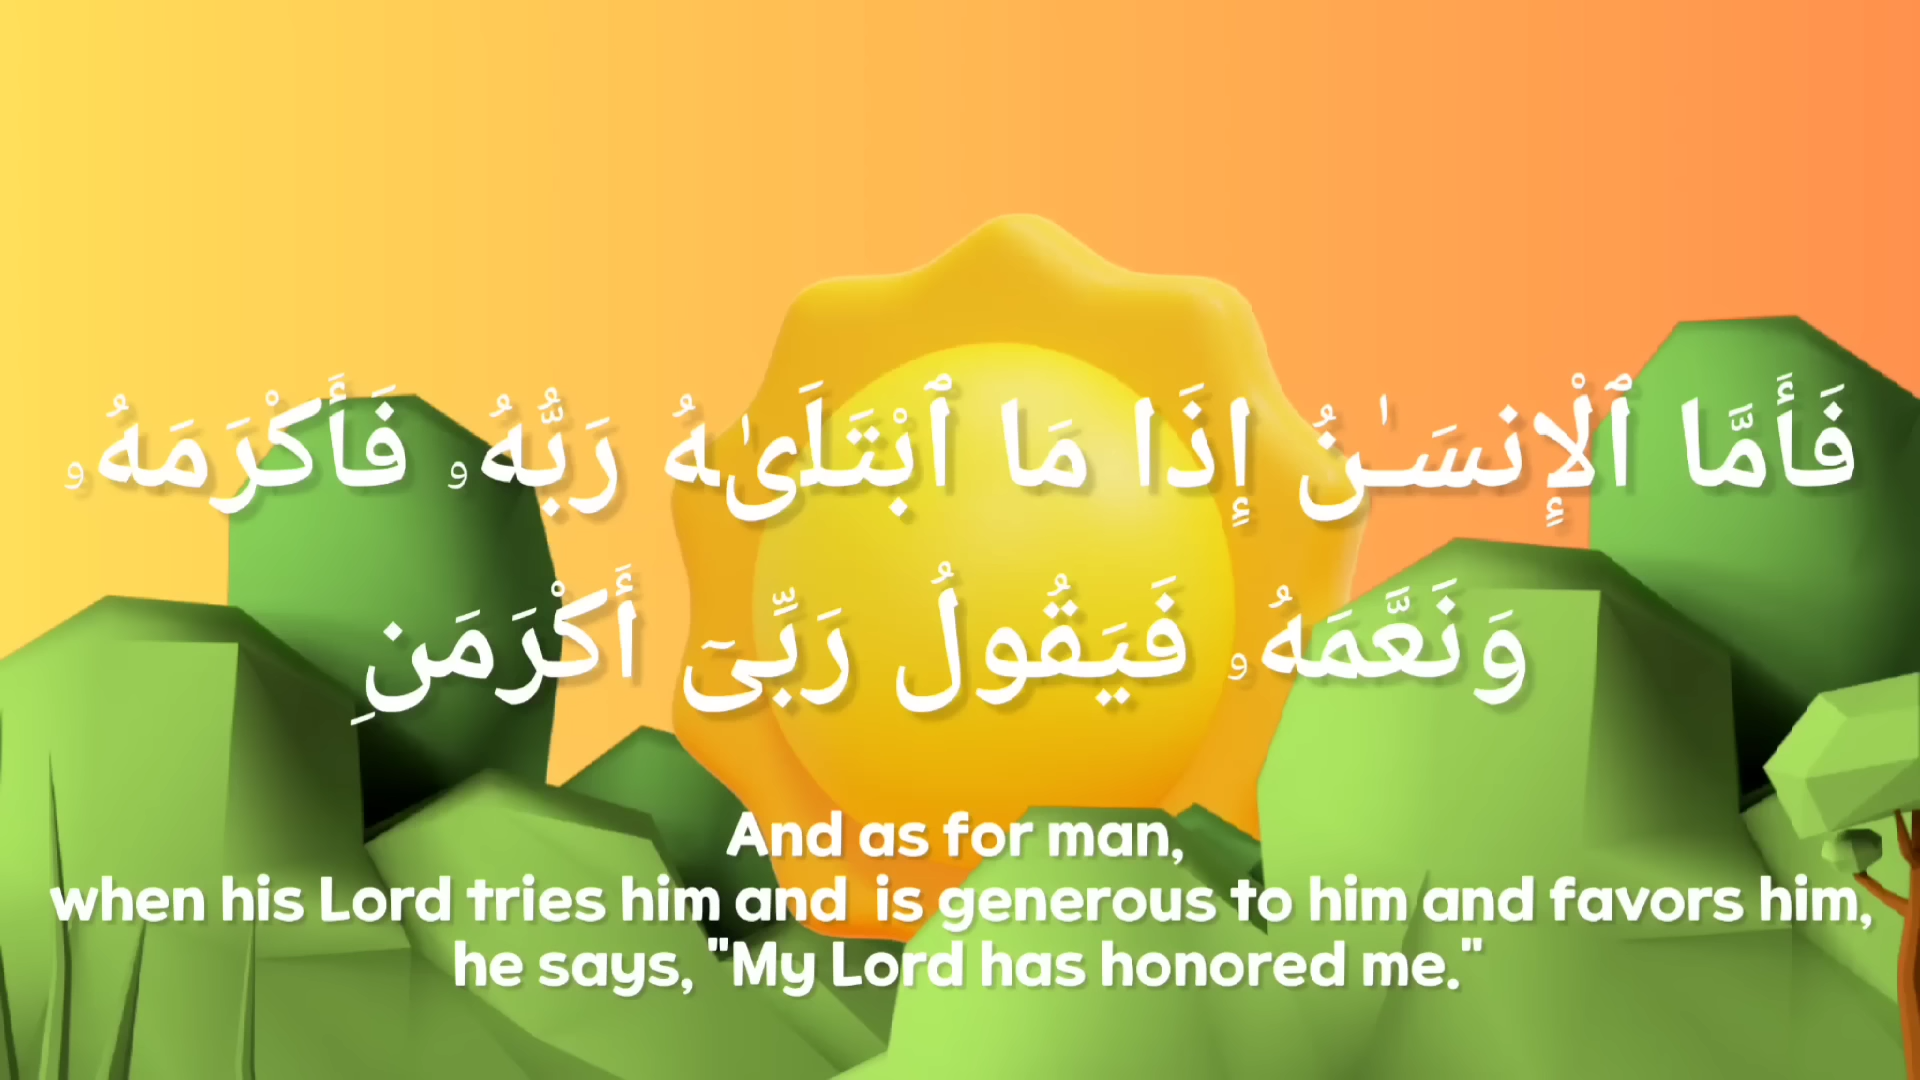 فَأَمَّا ٱلْإِنسَـٰنُ إِذَا مَا ٱبْتَلَىٰهُ رَبُّهُۥ فَأَكْرَمَهُۥ
وَنَعَّمَهُۥ فَيَقُولُ رَبِّىٓ أَكْرَمَنِ
And as for man,
when his Lord tries him and  is generous to him and favors him,
he says, "My Lord has honored me."